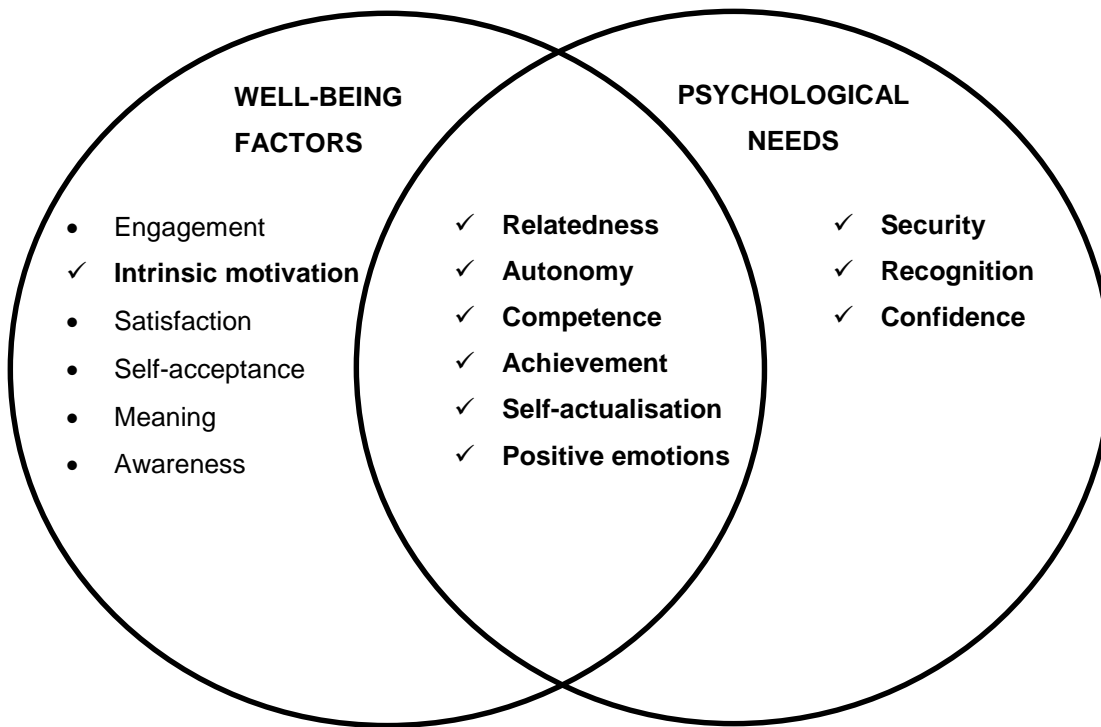 WELL-BEING
FACTORS
• Engagement
✓ Intrinsic motivation
• Satisfaction
• Self-acceptance
• Meaning
• Awareness
✓ Relatedness
✓ Autonomy
✓ Competence
✓ Achievement
✓ Self-actualisation
✓ Positive emotions
PSYCHOLOGICAL
NEEDS
✓ Security
✓ Recognition
✓ Confidence